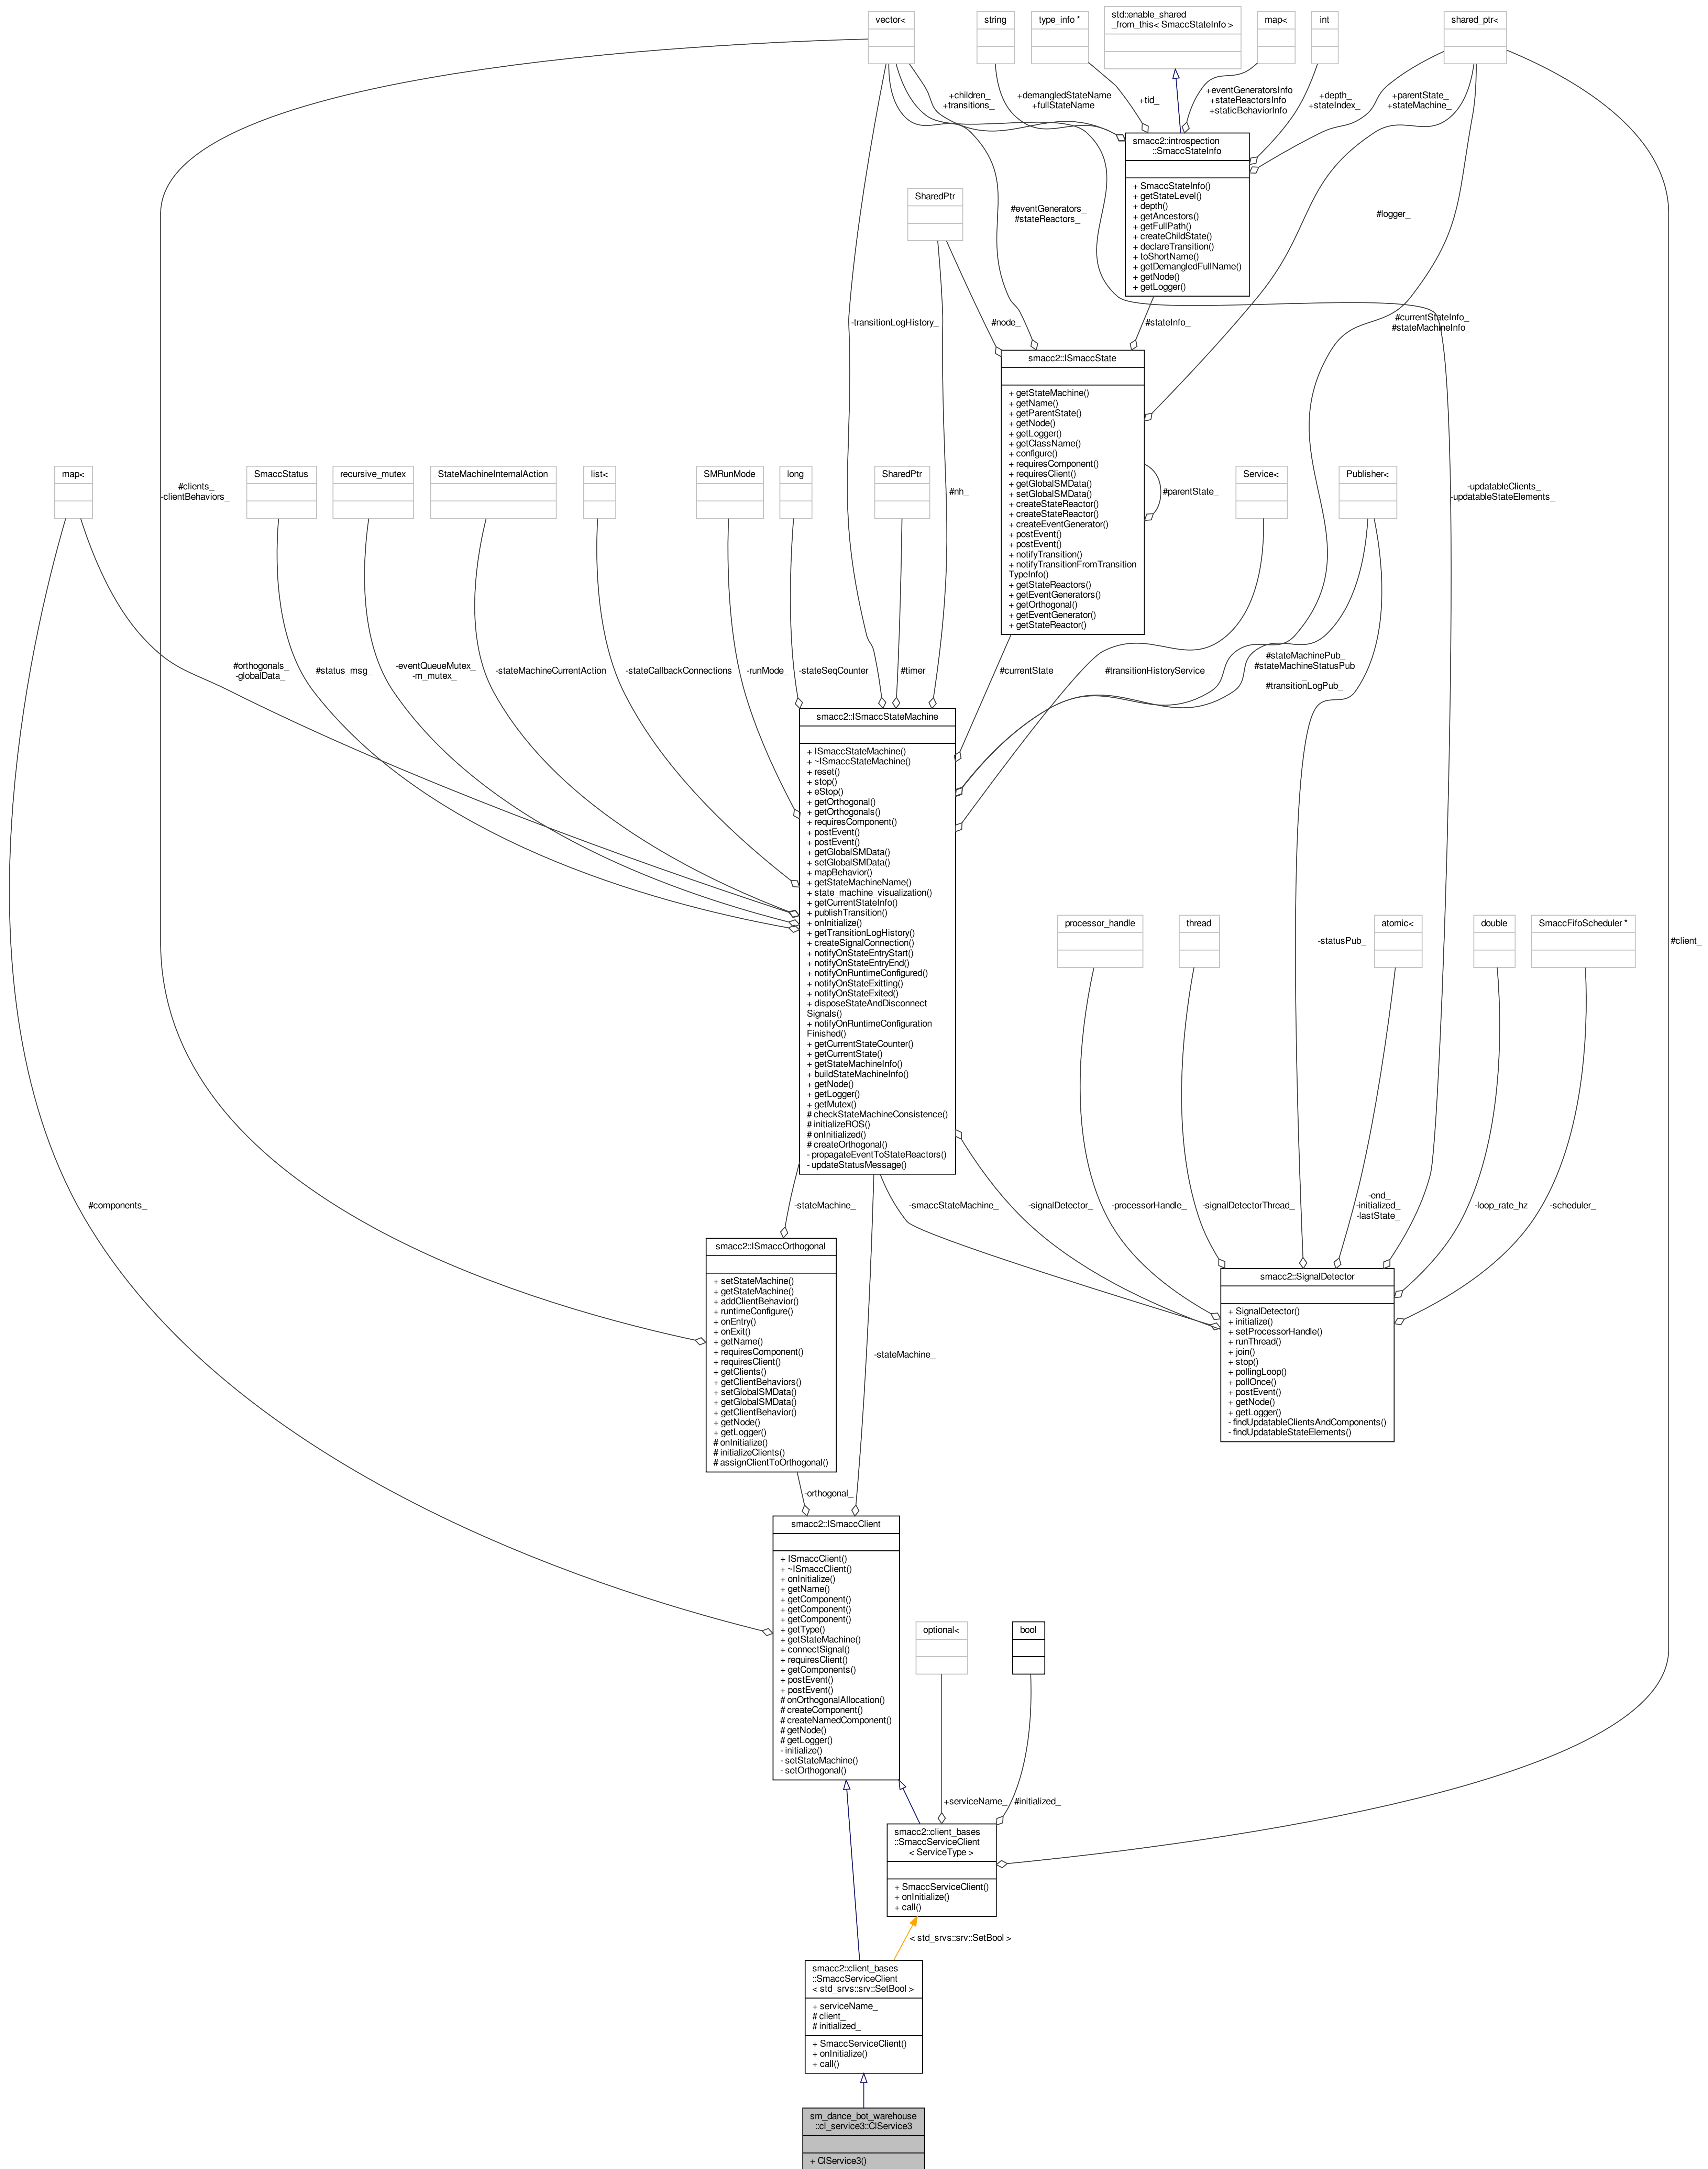 vector<
string
type_info *
std::enable_shared
_from_this< SmaccStateInfo >
map<
int
shared_ptr<
+children_
+transitions_
+demangledStateName
+fullStateName
+tid_
+eventGeneratorsInfo
+stateReactorsInfo
+staticBehaviorInfo
+depth_
+stateIndex_
+parentState_
+stateMachine_
smacc2::introspection
::SmaccStateInfo
+ SmaccStateInfo()
+ getStateLevel()
+ depth()
+ getAncestors()
+ getFullPath()
+ createChildState()
+ declareTransition()
+ toShortName()
+ getDemangledFullName()
+ getNode()
+ getLogger()
SharedPtr
#eventGenerators_
#stateReactors_
#logger_
-transitionLogHistory_
#node_
#stateInfo_
#currentStateInfo_
#stateMachineInfo_
smacc2::ISmaccState
+ getStateMachine()
+ getName()
+ getParentState()
+ getNode()
+ getLogger()
+ getClassName()
+ configure()
+ requiresComponent()
+ requiresClient()
+ getGlobalSMData()
+ setGlobalSMData()
+ createStateReactor()
+ createStateReactor()
+ createEventGenerator()
+ postEvent()
+ postEvent()
+ notifyTransition()
+ notifyTransitionFromTransition
TypeInfo()
+ getStateReactors()
+ getEventGenerators()
+ getOrthogonal()
+ getEventGenerator()
+ getStateReactor()
#parentState_
map<
SmaccStatus
recursive_mutex
StateMachineInternalAction
list<
SMRunMode
long
SharedPtr
Service<
Publisher<
#clients_
-clientBehaviors_
#nh_
-updatableClients_
-updatableStateElements_
#orthogonals_
-globalData_
#status_msg_
-eventQueueMutex_
-m_mutex_
-stateMachineCurrentAction
-stateCallbackConnections
-runMode_
-stateSeqCounter_
#timer_
#currentState_
#transitionHistoryService_
#stateMachinePub_
#stateMachineStatusPub
_
#transitionLogPub_
smacc2::ISmaccStateMachine
+ ISmaccStateMachine()
+ ~ISmaccStateMachine()
+ reset()
+ stop()
+ eStop()
+ getOrthogonal()
+ getOrthogonals()
+ requiresComponent()
+ postEvent()
+ postEvent()
+ getGlobalSMData()
+ setGlobalSMData()
+ mapBehavior()
+ getStateMachineName()
+ state_machine_visualization()
+ getCurrentStateInfo()
+ publishTransition()
+ onInitialize()
+ getTransitionLogHistory()
+ createSignalConnection()
+ notifyOnStateEntryStart()
+ notifyOnStateEntryEnd()
+ notifyOnRuntimeConfigured()
+ notifyOnStateExitting()
+ notifyOnStateExited()
+ disposeStateAndDisconnect
Signals()
+ notifyOnRuntimeConfiguration
Finished()
+ getCurrentStateCounter()
+ getCurrentState()
+ getStateMachineInfo()
+ buildStateMachineInfo()
+ getNode()
+ getLogger()
+ getMutex()
# checkStateMachineConsistence()
# initializeROS()
# onInitialized()
# createOrthogonal()
- propagateEventToStateReactors()
- updateStatusMessage()
processor_handle
thread
atomic<
double
SmaccFifoScheduler *
-statusPub_
#client_
#components_
-stateMachine_
-smaccStateMachine_
-signalDetector_
-processorHandle_
-signalDetectorThread_
-end_
-initialized_
-lastState_
-loop_rate_hz
-scheduler_
smacc2::ISmaccOrthogonal
+ setStateMachine()
+ getStateMachine()
+ addClientBehavior()
+ runtimeConfigure()
+ onEntry()
+ onExit()
+ getName()
+ requiresComponent()
+ requiresClient()
+ getClients()
+ getClientBehaviors()
+ setGlobalSMData()
+ getGlobalSMData()
+ getClientBehavior()
+ getNode()
+ getLogger()
# onInitialize()
# initializeClients()
# assignClientToOrthogonal()
smacc2::SignalDetector
+ SignalDetector()
+ initialize()
+ setProcessorHandle()
+ runThread()
+ join()
+ stop()
+ pollingLoop()
+ pollOnce()
+ postEvent()
+ getNode()
+ getLogger()
- findUpdatableClientsAndComponents()
- findUpdatableStateElements()
-stateMachine_
-orthogonal_
smacc2::ISmaccClient
+ ISmaccClient()
+ ~ISmaccClient()
+ onInitialize()
+ getName()
+ getComponent()
+ getComponent()
+ getComponent()
+ getType()
+ getStateMachine()
+ connectSignal()
+ requiresClient()
+ getComponents()
+ postEvent()
+ postEvent()
# onOrthogonalAllocation()
# createComponent()
# createNamedComponent()
# getNode()
# getLogger()
- initialize()
- setStateMachine()
- setOrthogonal()
optional<
bool
+serviceName_
#initialized_
smacc2::client_bases
::SmaccServiceClient
< ServiceType >
+ SmaccServiceClient()
+ onInitialize()
+ call()
< std_srvs::srv::SetBool >
smacc2::client_bases
::SmaccServiceClient
< std_srvs::srv::SetBool >
+ serviceName_
# client_
# initialized_
+ SmaccServiceClient()
+ onInitialize()
+ call()
sm_dance_bot_warehouse
::cl_service3::ClService3
+ ClService3()